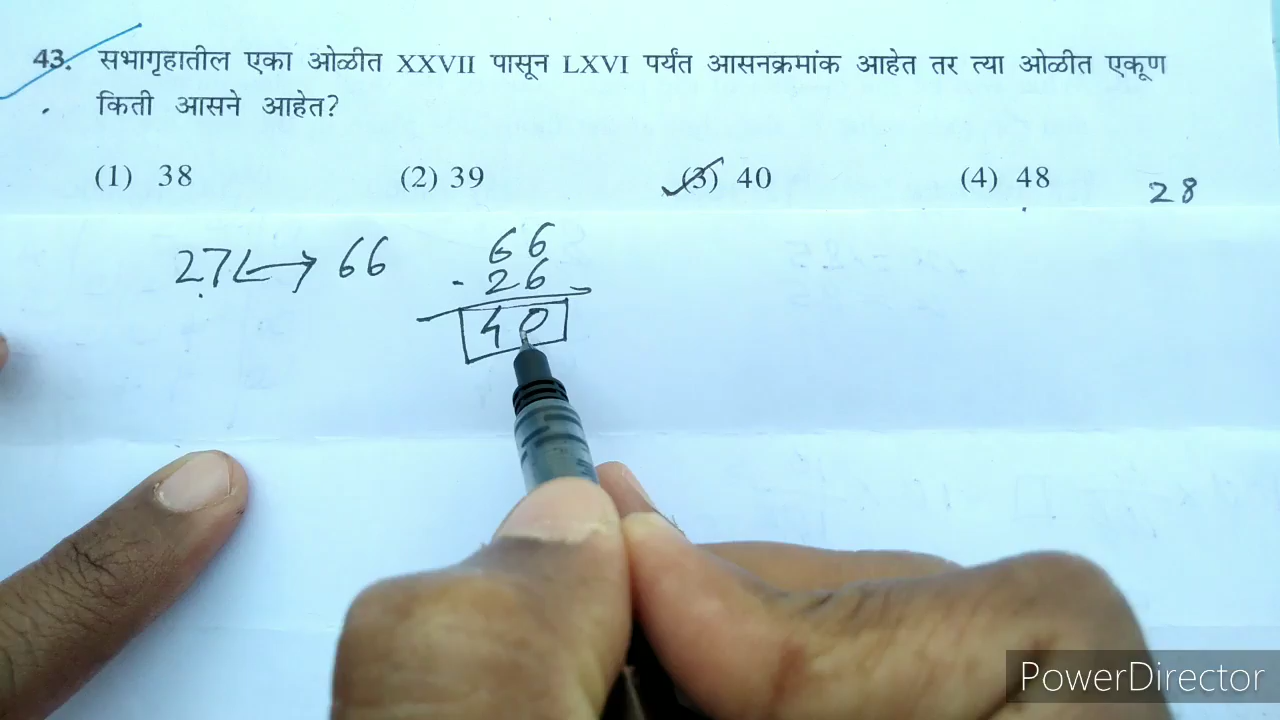 43. सभागृहातील एका ओळीत XXVII पासून LXVI पर्यंत आसनक्रमांक आहेत तर त्या ओळीत एकूण
किती आसने आहेत?
(1) 38 (2) 39 (3) 40 (4) 48
28
27 ↔ 66
66
- 26
40
PowerDirector